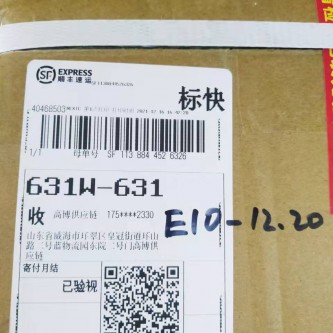 SF EXPRESS
顺丰速运
标快
1/1 母单号 SF 113 884 452 6326
631W-631
收 高博供应链 175****2330
E10-12.20
山东省威海市环翠区皇冠街道环山
路二号蓝物流园东院二号门高博供
应链
寄付月结
已验视